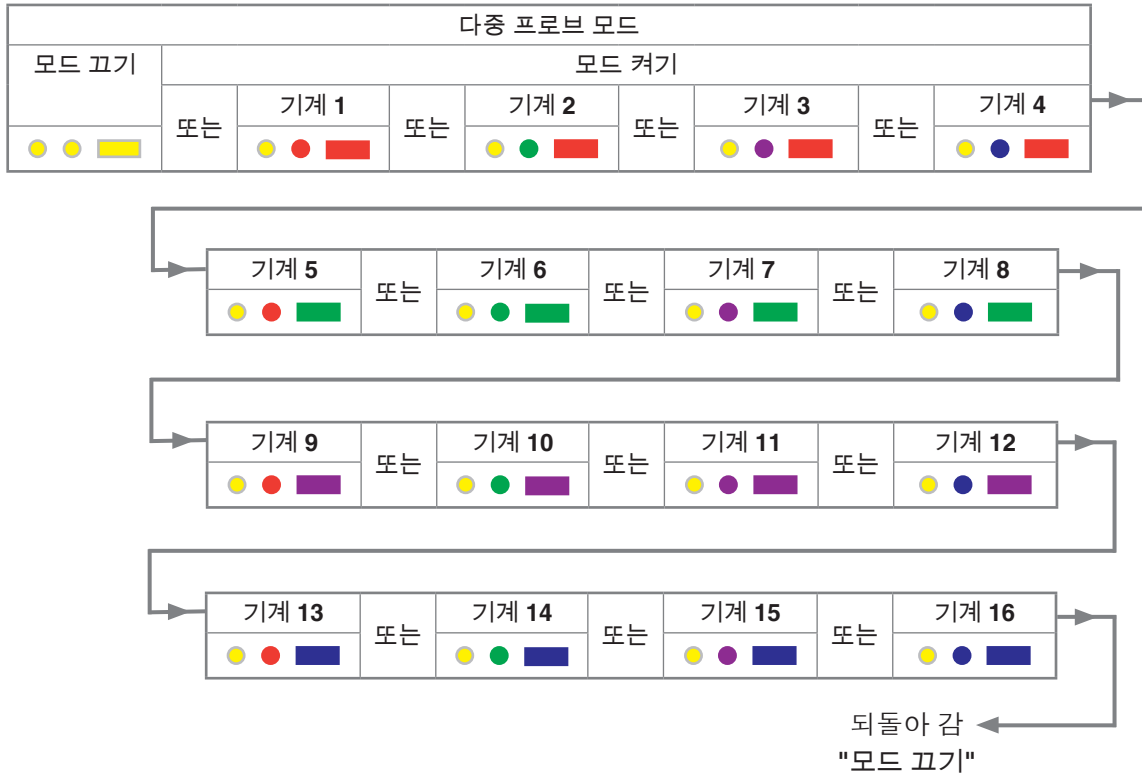 다중 프로브 모드
모드 끄기
모드 켜기
또는
기계 1
또는
기계 2
또는
기계 3
또는
기계 4
기계 5
또는
기계 6
또는
기계 7
또는
기계 8
기계 9
또는
기계 10
또는
기계 11
또는
기계 12
기계 13
또는
기계 14
또는
기계 15
또는
기계 16
되돌아 감
"모드 끄기"